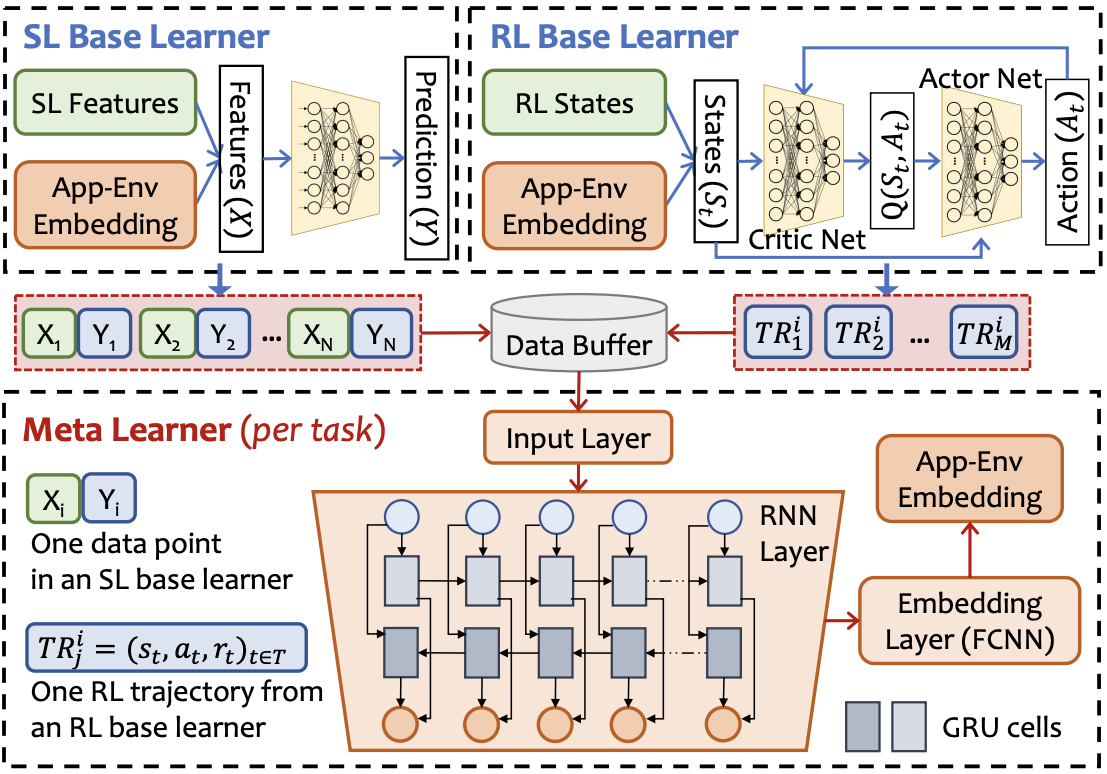 SL Base Learner
SL Features
App-Env
Embedding
Features (X)
Prediction (Y)
RL Base Learner
RL States
App-Env
Embedding
States (S_t)
Critic Net
Q(S_t, A_t)
Actor Net
Action (A_t)
X_1 Y_1 X_2 Y_2 ... X_N Y_N
Data Buffer
TR_1^i TR_2^i ... TR_M^i
Meta Learner (per task)
Input Layer
X_i Y_i
One data point
in an SL base learner
TR_j^i = (s_t, a_t, r_t)_{t∈T}
One RL trajectory from
an RL base learner
RNN
Layer
App-Env
Embedding
Embedding
Layer (FCNN)
GRU cells